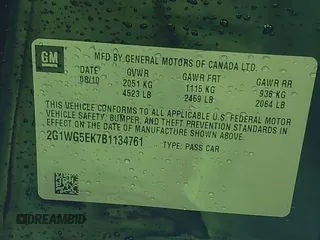 GM
MFD BY GENERAL MOTORS OF CANADA LTD.
DATE GVWR GAWR FRT GAWR RR
08/10 2051 KG 1115 KG 936 KG
4523 LB 2459 LB 2064 LB
THIS VEHICLE CONFORMS TO ALL APPLICABLE U.S. FEDERAL MOTOR
VEHICLE SAFETY, BUMPER, AND THEFT PREVENTION STANDARDS IN
EFFECT ON THE DATE OF MANUFACTURE SHOWN ABOVE.
2G1WG5EK7B1134761 TYPE: PASS CAR
DREAMBID